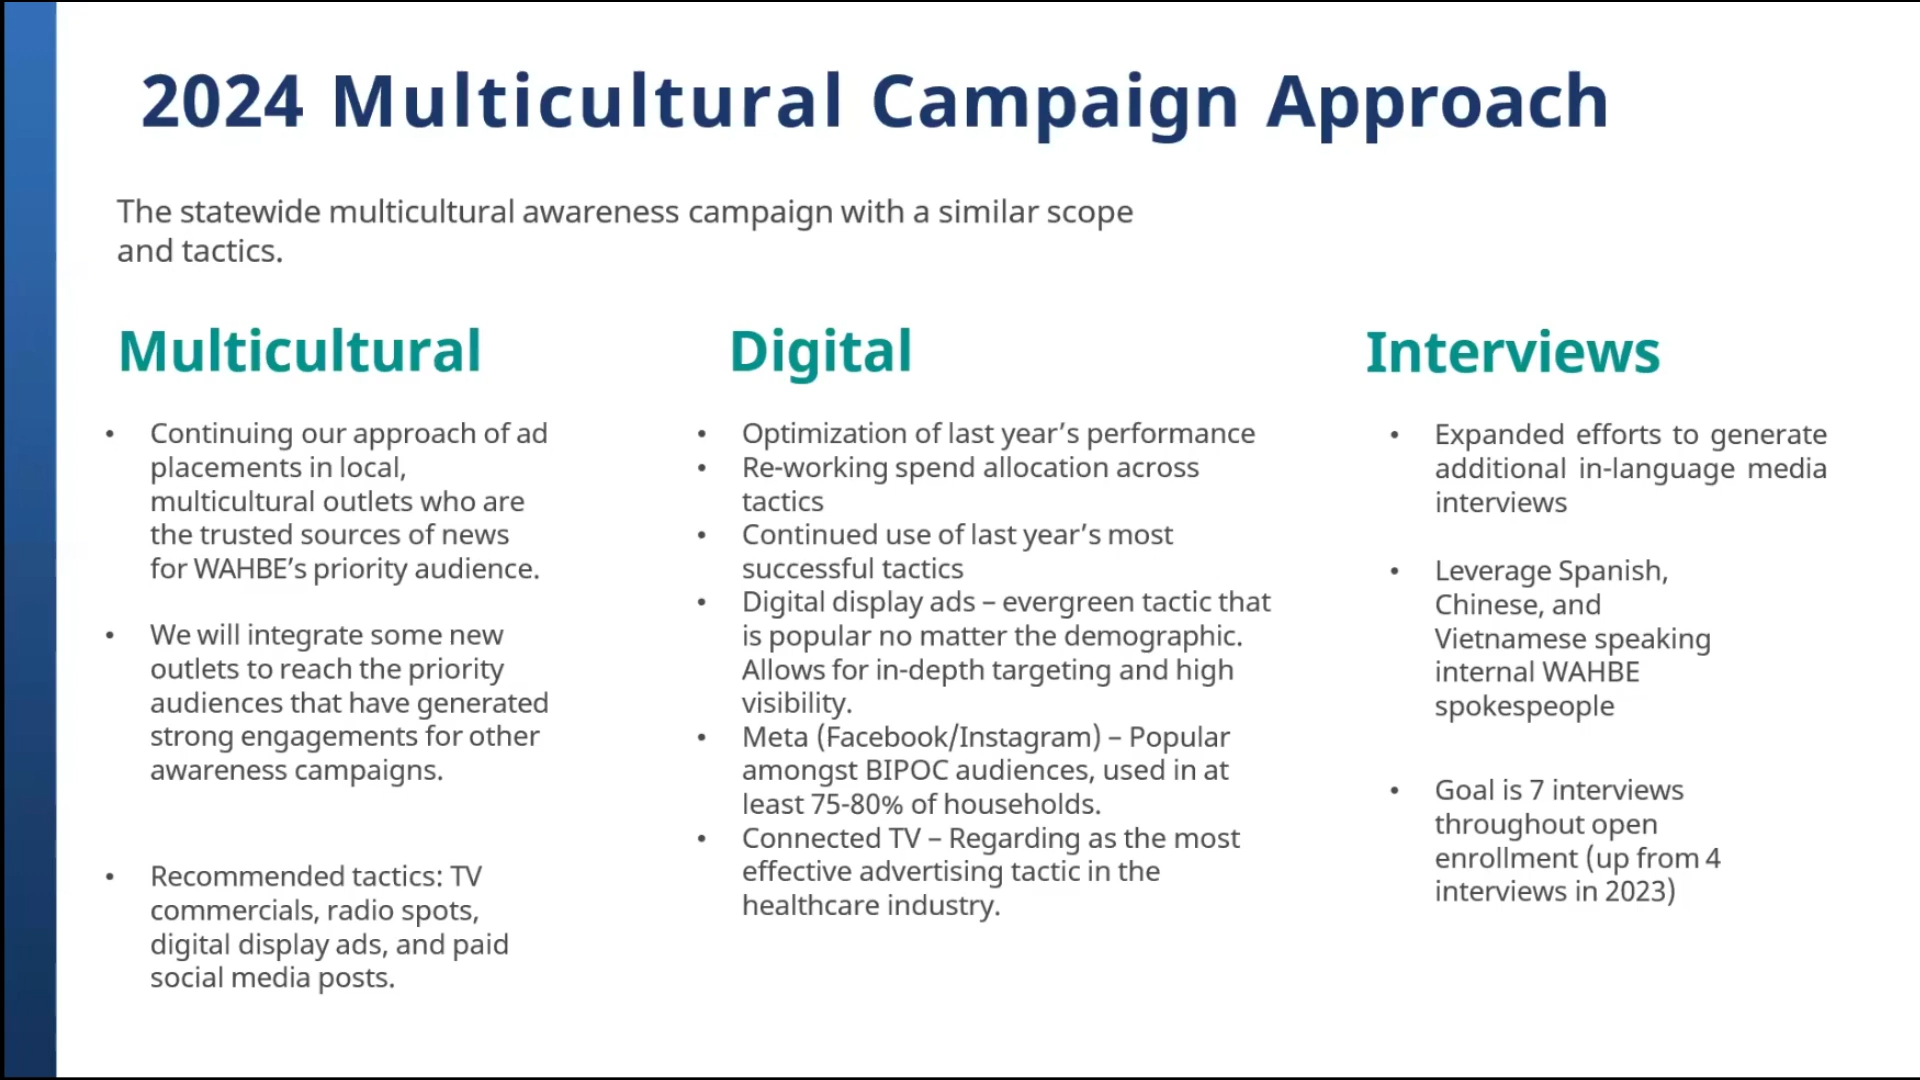 2024 Multicultural Campaign Approach
The statewide multicultural awareness campaign with a similar scope
and tactics.
Multicultural
• Continuing our approach of ad
placements in local,
multicultural outlets who are
the trusted sources of news
for WAHBE’s priority audience.
• We will integrate some new
outlets to reach the priority
audiences that have generated
strong engagements for other
awareness campaigns.
• Recommended tactics: TV
commercials, radio spots,
digital display ads, and paid
social media posts.
Digital
• Optimization of last year’s performance
• Re-working spend allocation across
tactics
• Continued use of last year’s most
successful tactics
• Digital display ads – evergreen tactic that
is popular no matter the demographic.
Allows for in-depth targeting and high
visibility.
• Meta (Facebook/Instagram) – Popular
amongst BIPOC audiences, used in at
least 75-80% of households.
• Connected TV – Regarding as the most
effective advertising tactic in the
healthcare industry.
Interviews
• Expanded efforts to generate
additional in-language media
interviews
• Leverage Spanish,
Chinese, and
Vietnamese speaking
internal WAHBE
spokespeople
• Goal is 7 interviews
throughout open
enrollment (up from 4
interviews in 2023)